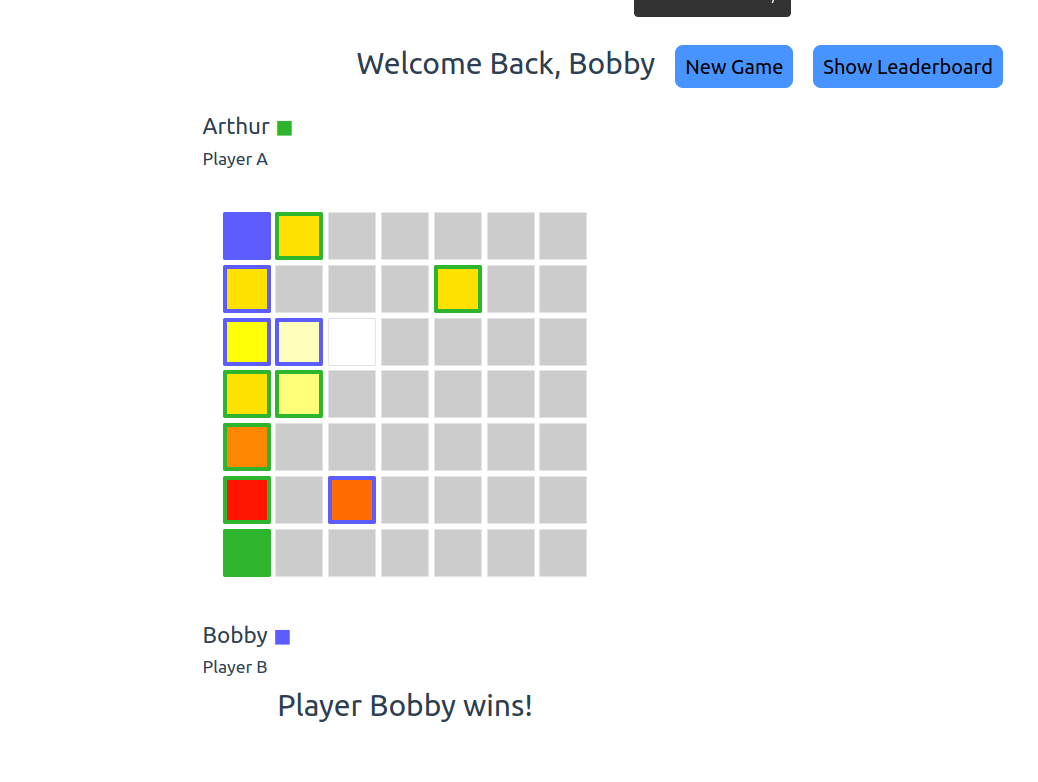 Welcome Back, Bobby
New Game
Show Leaderboard
Arthur
Player A
Bobby
Player B
Player Bobby wins!